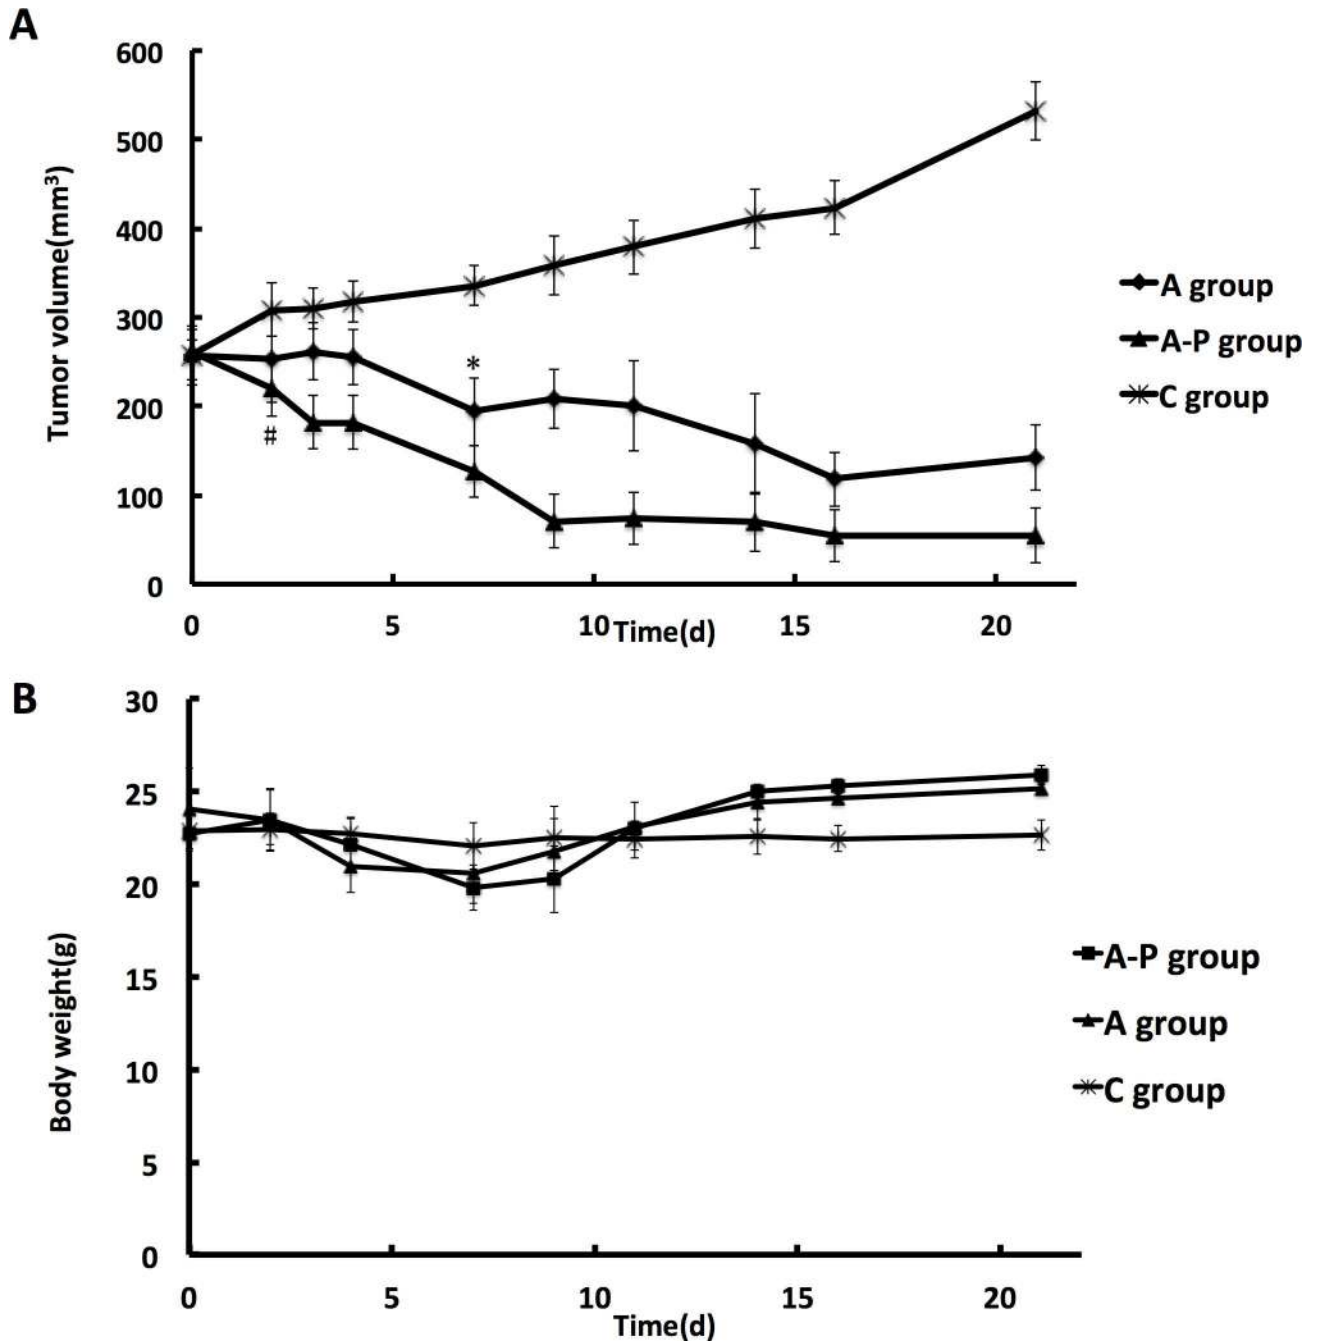 A
600
500
400
300
200
100
0
Tumor volume(mm³)
*
#
0 5 10 15 20
Time(d)
A group
A-P group
C group
B
30
25
20
15
10
5
0
Body weight(g)
0 5 10 15 20
Time(d)
A-P group
A group
C group